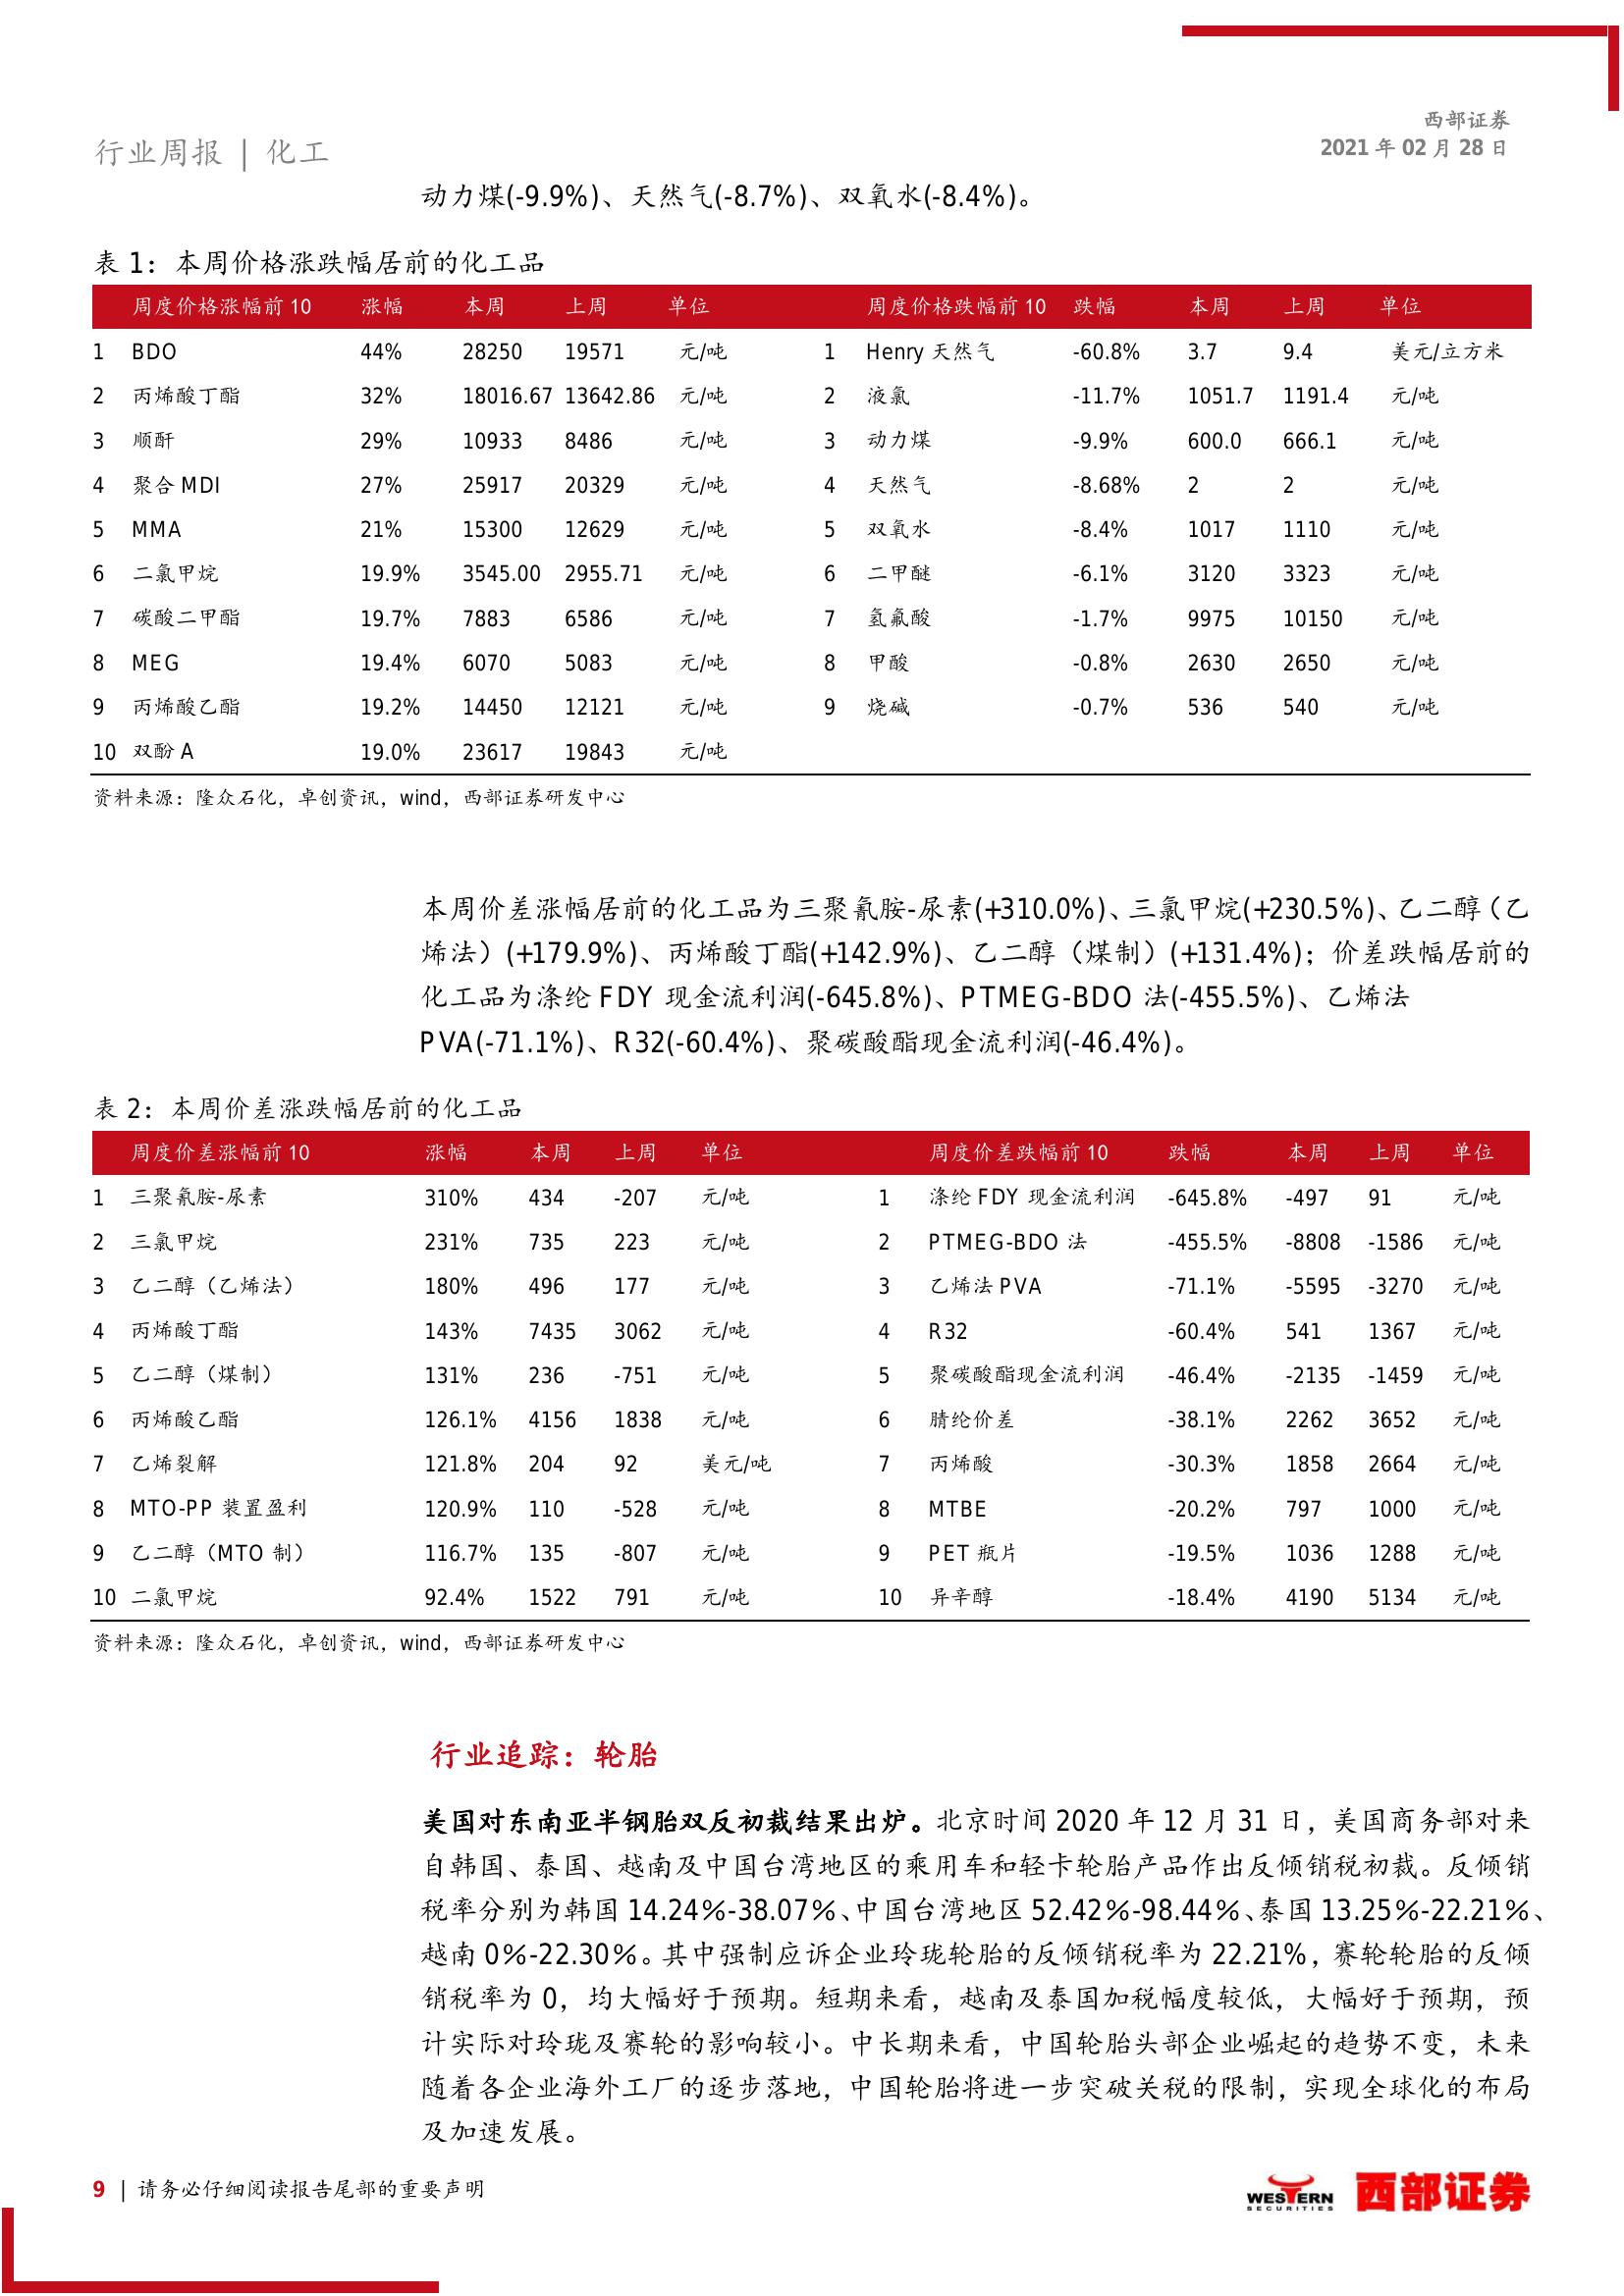 行业周报 | 化工
西部证券
2021 年 02 月 28 日
动力煤(-9.9%)、天然气(-8.7%)、双氧水(-8.4%)。
表 1：本周价格涨跌幅居前的化工品
周度价格涨幅前 10 涨幅 本周 上周 单位 周度价格跌幅前 10 跌幅 本周 上周 单位
1 BDO 44% 28250 19571 元/吨 1 Henry 天然气 -60.8% 3.7 9.4 美元/立方米
2 丙烯酸丁酯 32% 18016.67 13642.86 元/吨 2 液氯 -11.7% 1051.7 1191.4 元/吨
3 顺酐 29% 10933 8486 元/吨 3 动力煤 -9.9% 600.0 666.1 元/吨
4 聚合 MDI 27% 25917 20329 元/吨 4 天然气 -8.68% 2 2 元/吨
5 MMA 21% 15300 12629 元/吨 5 双氧水 -8.4% 1017 1110 元/吨
6 二氯甲烷 19.9% 3545.00 2955.71 元/吨 6 二甲醚 -6.1% 3120 3323 元/吨
7 碳酸二甲酯 19.7% 7883 6586 元/吨 7 氢氟酸 -1.7% 9975 10150 元/吨
8 MEG 19.4% 6070 5083 元/吨 8 甲酸 -0.8% 2630 2650 元/吨
9 丙烯酸乙酯 19.2% 14450 12121 元/吨 9 烧碱 -0.7% 536 540 元/吨
10 双酚 A 19.0% 23617 19843 元/吨
资料来源：隆众石化，卓创资讯，wind，西部证券研发中心
本周价差涨幅居前的化工品为三聚氰胺-尿素(+310.0%)、三氯甲烷(+230.5%)、乙二醇（乙
烯法）(+179.9%)、丙烯酸丁酯(+142.9%)、乙二醇（煤制）(+131.4%)；价差跌幅居前的
化工品为涤纶 FDY 现金流利润(-645.8%)、PTMEG-BDO 法(-455.5%)、乙烯法
PVA(-71.1%)、R32(-60.4%)、聚碳酸酯现金流利润(-46.4%)。
表 2：本周价差涨跌幅居前的化工品
周度价差涨幅前 10 涨幅 本周 上周 单位 周度价差跌幅前 10 跌幅 本周 上周 单位
1 三聚氰胺-尿素 310% 434 -207 元/吨 1 涤纶 FDY 现金流利润 -645.8% -497 91 元/吨
2 三氯甲烷 231% 735 223 元/吨 2 PTMEG-BDO 法 -455.5% -8808 -1586 元/吨
3 乙二醇（乙烯法） 180% 496 177 元/吨 3 乙烯法 PVA -71.1% -5595 -3270 元/吨
4 丙烯酸丁酯 143% 7435 3062 元/吨 4 R32 -60.4% 541 1367 元/吨
5 乙二醇（煤制） 131% 236 -751 元/吨 5 聚碳酸酯现金流利润 -46.4% -2135 -1459 元/吨
6 丙烯酸乙酯 126.1% 4156 1838 元/吨 6 腈纶价差 -38.1% 2262 3652 元/吨
7 乙烯裂解 121.8% 204 92 美元/吨 7 丙烯酸 -30.3% 1858 2664 元/吨
8 MTO-PP 装置盈利 120.9% 110 -528 元/吨 8 MTBE -20.2% 797 1000 元/吨
9 乙二醇（MTO 制） 116.7% 135 -807 元/吨 9 PET 瓶片 -19.5% 1036 1288 元/吨
10 二氯甲烷 92.4% 1522 791 元/吨 10 异辛醇 -18.4% 4190 5134 元/吨
资料来源：隆众石化，卓创资讯，wind，西部证券研发中心
行业追踪：轮胎
美国对东南亚半钢胎双反初裁结果出炉。北京时间 2020 年 12 月 31 日，美国商务部对来
自韩国、泰国、越南及中国台湾地区的乘用车和轻卡轮胎产品作出反倾销税初裁。反倾销
税率分别为韩国 14.24%-38.07%、中国台湾地区 52.42%-98.44%、泰国 13.25%-22.21%、
越南 0%-22.30%。其中强制应诉企业玲珑轮胎的反倾销税率为 22.21%，赛轮轮胎的反倾
销税率为 0，均大幅好于预期。短期来看，越南及泰国加税幅度较低，大幅好于预期，预
计实际对玲珑及赛轮的影响较小。中长期来看，中国轮胎头部企业崛起的趋势不变，未来
随着各企业海外工厂的逐步落地，中国轮胎将进一步突破关税的限制，实现全球化的布局
及加速发展。
9 | 请务必仔细阅读报告尾部的重要声明
WESTERN
SECURITIES
西部证券